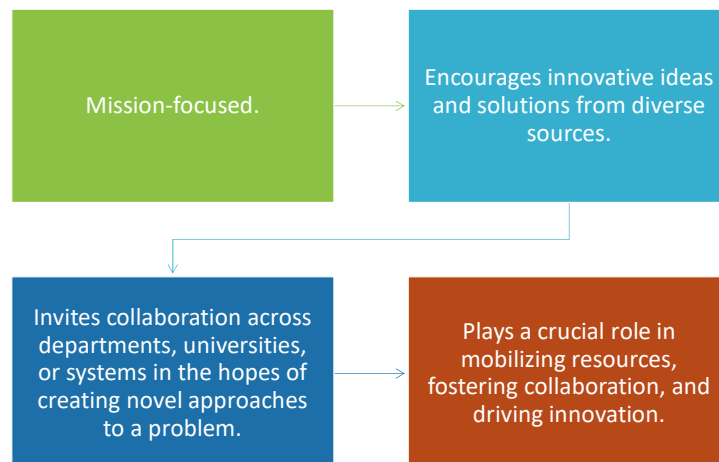 Mission-focused.
Encourages innovative ideas
and solutions from diverse
sources.
Invites collaboration across
departments, universities,
or systems in the hopes of
creating novel approaches
to a problem.
Plays a crucial role in
mobilizing resources,
fostering collaboration, and
driving innovation.